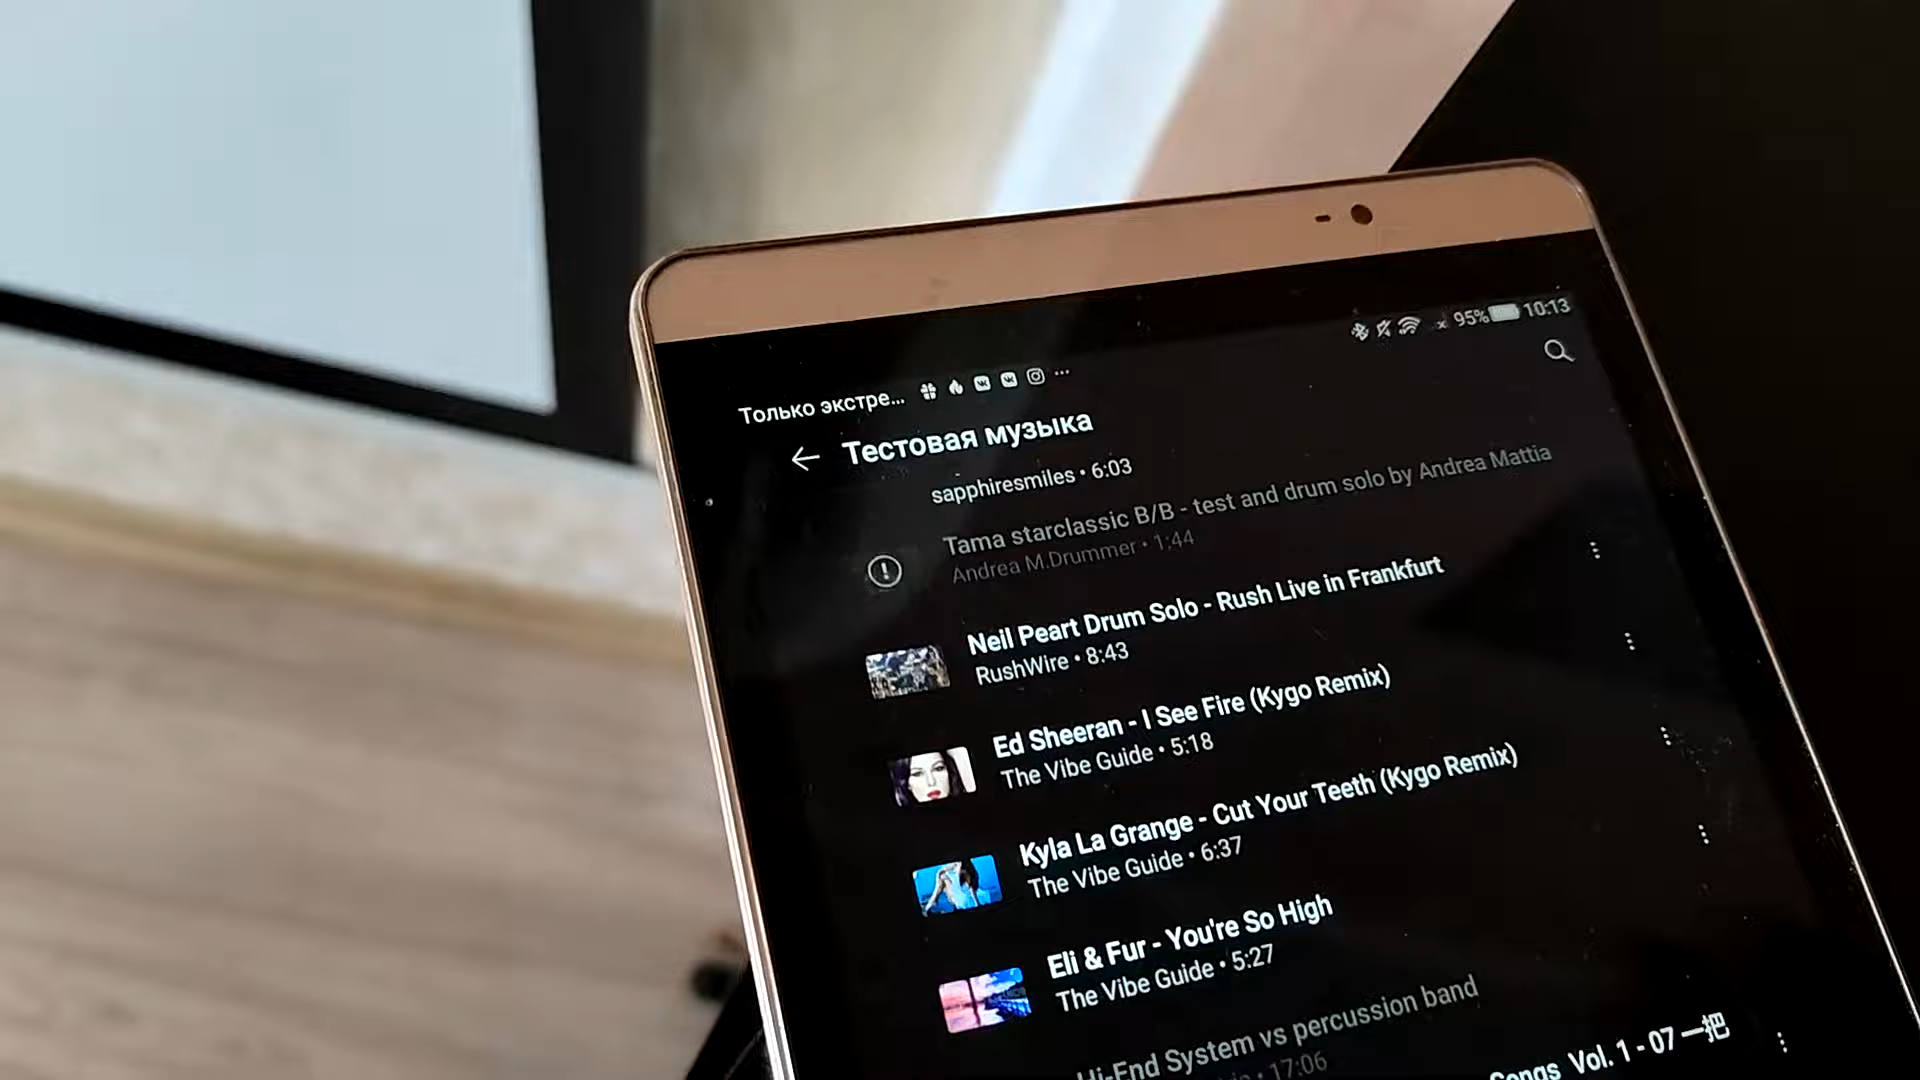 95% 10:13
Только экстре... ...
Тестовая музыка
sapphiresmiles • 6:03
Tama starclassic B/B - test and drum solo by Andrea Mattia
Andrea M.Drummer • 1:44
Neil Peart Drum Solo - Rush Live in Frankfurt
RushWire • 8:43
Ed Sheeran - I See Fire (Kygo Remix)
The Vibe Guide • 5:18
Kyla La Grange - Cut Your Teeth (Kygo Remix)
The Vibe Guide • 6:37
Eli & Fur - You're So High
The Vibe Guide • 5:27
Hi-End System vs percussion band
• 17:06
Songs Vol. 1 - 07 一把